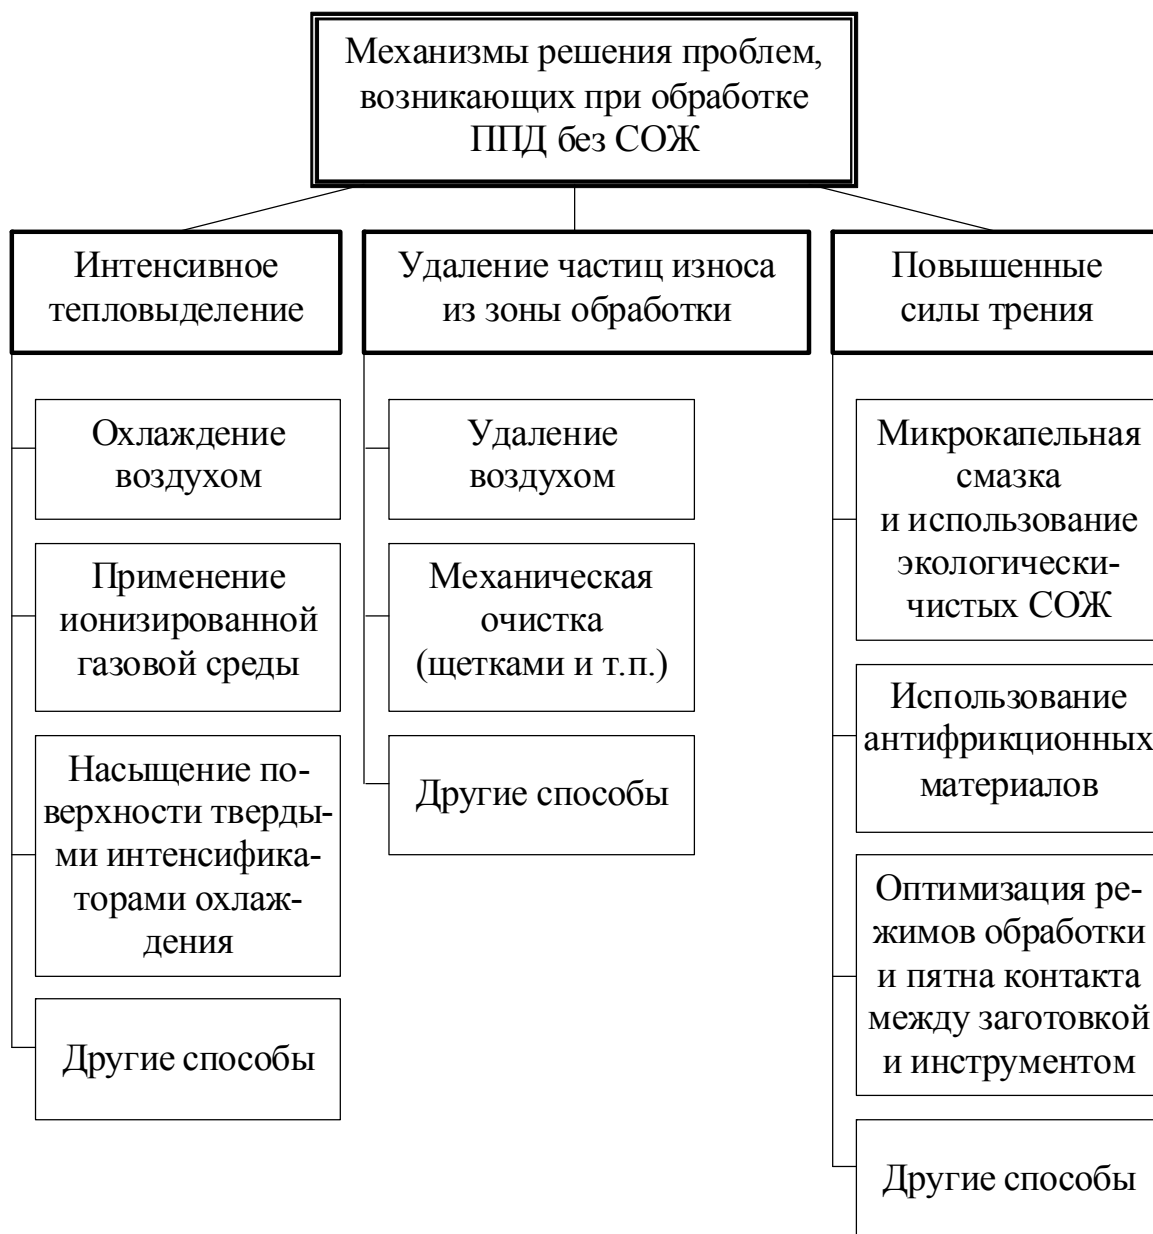 Механизмы решения проблем,
возникающих при обработке
ППД без СОЖ
Интенсивное
тепловыделение
Охлаждение
воздухом
Применение
ионизированной
газовой среды
Насыщение по-
верхности тверды-
ми интенсифика-
торами охлаж-
дения
Другие способы
Удаление частиц износа
из зоны обработки
Удаление
воздухом
Механическая
очистка
(щетками и т.п.)
Другие способы
Повышенные
силы трения
Микрокапельная
смазка
и использование
экологически-
чистых СОЖ
Использование
антифрикционных
материалов
Оптимизация ре-
жимов обработки
и пятна контакта
между заготовкой
и инструментом
Другие способы